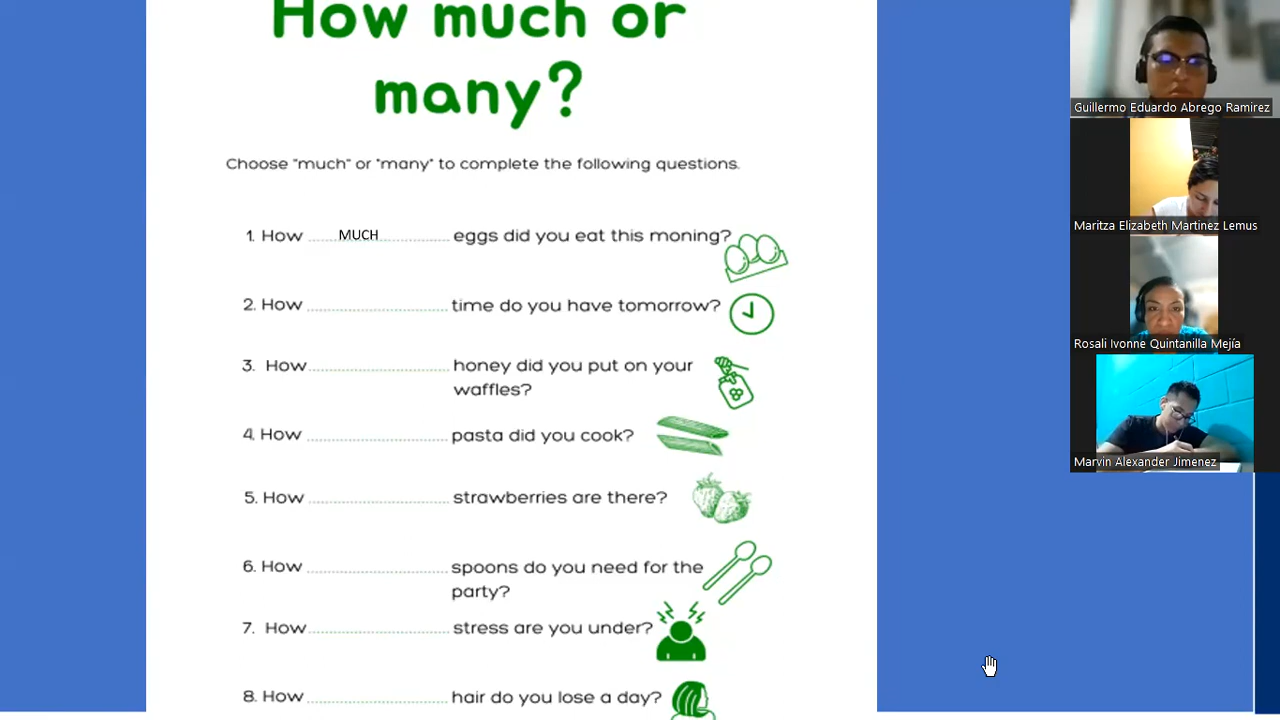 How much or
many?
Choose "much" or "many" to complete the following questions.
1. How MUCH eggs did you eat this moning?
2. How time do you have tomorrow?
3. How honey did you put on your
waffles?
4. How pasta did you cook?
5. How strawberries are there?
6. How spoons do you need for the
party?
7. How stress are you under?
8. How hair do you lose a day?
Guillermo Eduardo Abrego Ramirez
Maritza Elizabeth Martinez Lemus
Rosali Ivonne Quintanilla Mejía
Marvin Alexander Jimenez